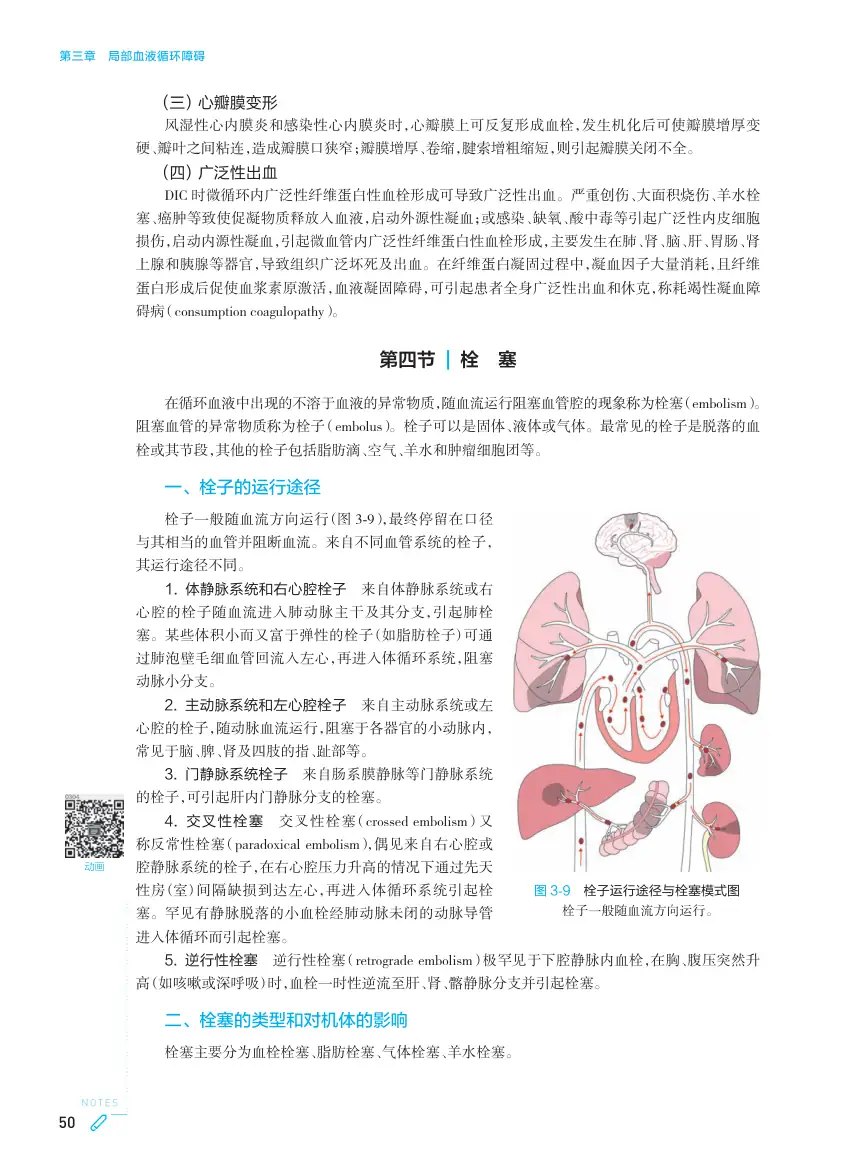 第三章　局部血液循环障碍
（三）心瓣膜变形
风湿性心内膜炎和感染性心内膜炎时，心瓣膜上可反复形成血栓，发生机化后可使瓣膜增厚变
硬、瓣叶之间粘连，造成瓣膜口狭窄；瓣膜增厚、卷缩，腱索增粗缩短，则引起瓣膜关闭不全。
（四）广泛性出血
DIC 时微循环内广泛性纤维蛋白性血栓形成可导致广泛性出血。严重创伤、大面积烧伤、羊水栓
塞、癌肿等致使促凝物质释放入血液，启动外源性凝血；或感染、缺氧、酸中毒等引起广泛性内皮细胞
损伤，启动内源性凝血，引起微血管内广泛性纤维蛋白性血栓形成，主要发生在肺、肾、脑、肝、胃肠、肾
上腺和胰腺等器官，导致组织广泛坏死及出血。在纤维蛋白凝固过程中，凝血因子大量消耗，且纤维
蛋白形成后促使血浆素原激活，血液凝固障碍，可引起患者全身广泛性出血和休克，称耗竭性凝血障
碍病（consumption coagulopathy）。
第四节｜栓　塞
在循环血液中出现的不溶于血液的异常物质，随血流运行阻塞血管腔的现象称为栓塞（embolism）。
阻塞血管的异常物质称为栓子（embolus）。栓子可以是固体、液体或气体。最常见的栓子是脱落的血
栓或其节段，其他的栓子包括脂肪滴、空气、羊水和肿瘤细胞团等。
一、栓子的运行途径
栓子一般随血流方向运行（图 3-9），最终停留在口径
与其相当的血管并阻断血流。来自不同血管系统的栓子，
其运行途径不同。
1. 体静脉系统和右心腔栓子　来自体静脉系统或右
心腔的栓子随血流进入肺动脉主干及其分支，引起肺栓
塞。某些体积小而又富于弹性的栓子（如脂肪栓子）可通
过肺泡壁毛细血管回流入左心，再进入体循环系统，阻塞
动脉小分支。
2. 主动脉系统和左心腔栓子　来自主动脉系统或左
心腔的栓子，随动脉血流运行，阻塞于各器官的小动脉内，
常见于脑、脾、肾及四肢的指、趾部等。
3. 门静脉系统栓子　来自肠系膜静脉等门静脉系统
的栓子，可引起肝内门静脉分支的栓塞。
4. 交叉性栓塞　交叉性栓塞（crossed embolism）又
称反常性栓塞（paradoxical embolism），偶见来自右心腔或
腔静脉系统的栓子，在右心腔压力升高的情况下通过先天
性房（室）间隔缺损到达左心，再进入体循环系统引起栓
塞。罕见有静脉脱落的小血栓经肺动脉未闭的动脉导管
进入体循环而引起栓塞。
动画
图 3-9　栓子运行途径与栓塞模式图
栓子一般随血流方向运行。
5. 逆行性栓塞　逆行性栓塞（retrograde embolism）极罕见于下腔静脉内血栓，在胸、腹压突然升
高（如咳嗽或深呼吸）时，血栓一时性逆流至肝、肾、髂静脉分支并引起栓塞。
二、栓塞的类型和对机体的影响
栓塞主要分为血栓栓塞、脂肪栓塞、气体栓塞、羊水栓塞。
NOTES
50